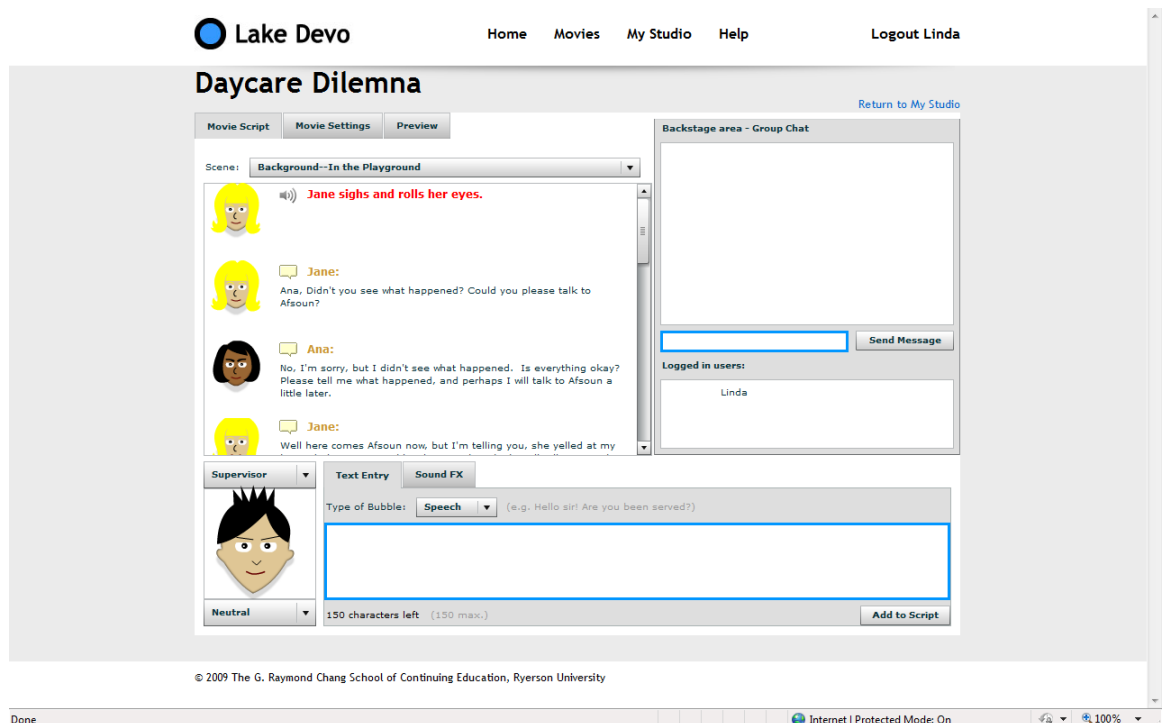 Lake Devo
Home Movies My Studio Help Logout Linda
Daycare Dilemna
Return to My Studio
Movie Script Movie Settings Preview
Scene: Background--In the Playground
Jane sighs and rolls her eyes.
Jane:
Ana, Didn't you see what happened? Could you please talk to
Afsoun?
Ana:
No, I'm sorry, but I didn't see what happened. Is everything okay?
Please tell me what happened, and perhaps I will talk to Afsoun a
little later.
Jane:
Well here comes Afsoun now, but I'm telling you, she yelled at my
Backstage area - Group Chat
Send Message
Logged in users:
Linda
Supervisor
Neutral
Text Entry Sound FX
Type of Bubble: Speech (e.g. Hello sir! Are you been served?)
150 characters left (150 max.)
Add to Script
© 2009 The G. Raymond Chang School of Continuing Education, Ryerson University
Done
Internet | Protected Mode: On
100%